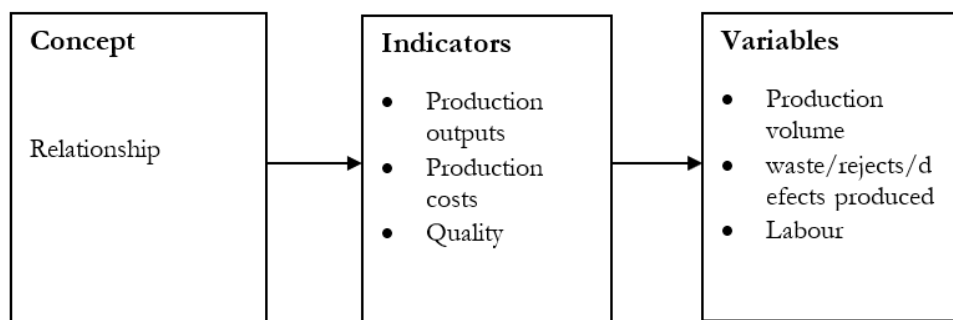 Concept
Relationship
Indicators
• Production
outputs
• Production
costs
• Quality
Variables
• Production
volume
• waste/rejects/d
efects produced
• Labour